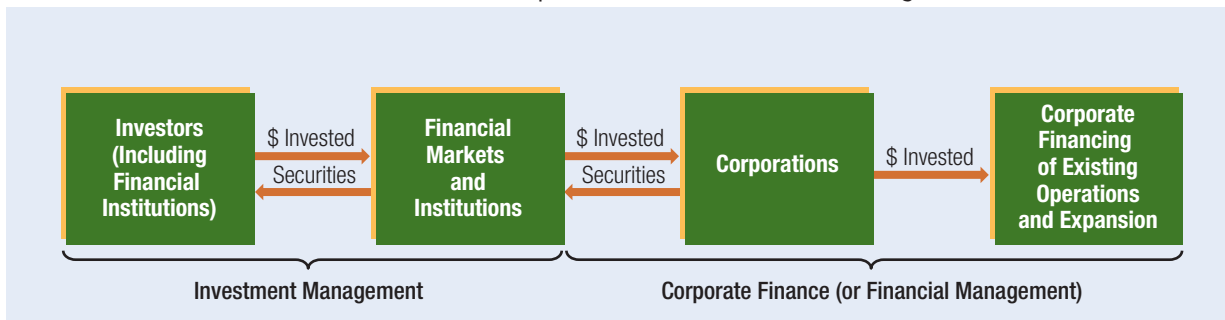 Investors
(Including
Financial
Institutions)
$ Invested
Securities
Financial
Markets
and
Institutions
$ Invested
Securities
Corporations
$ Invested
Corporate
Financing
of Existing
Operations
and Expansion
Investment Management
Corporate Finance (or Financial Management)